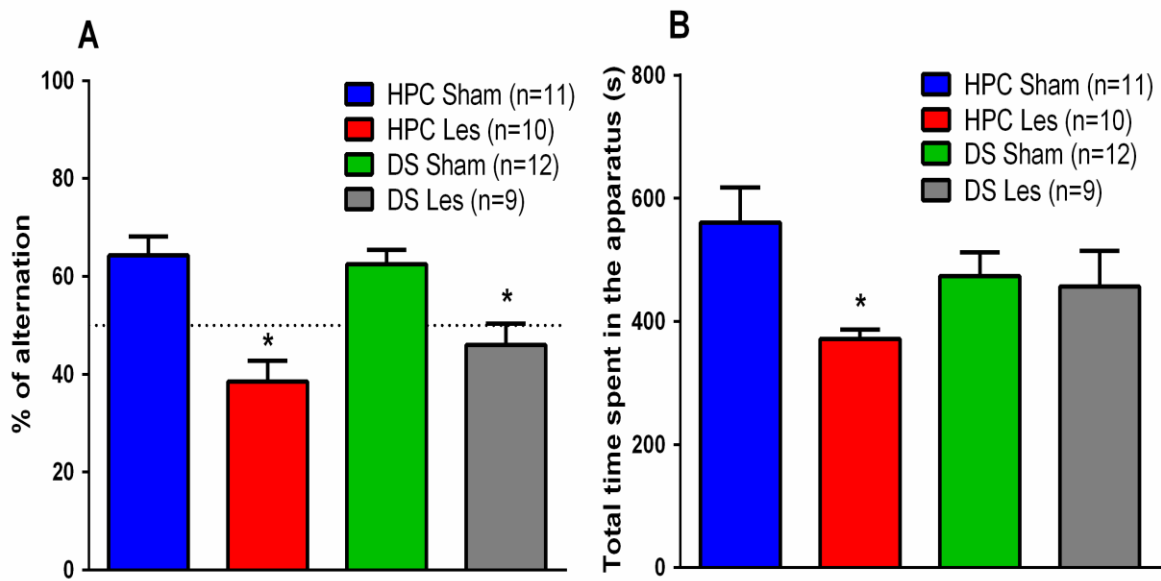 A
% of alternation
100
80
60
40
20
0
HPC Sham (n=11)
HPC Les (n=10)
DS Sham (n=12)
DS Les (n=9)
*
*
B
Total time spent in the apparatus (s)
800
600
400
200
0
HPC Sham (n=11)
HPC Les (n=10)
DS Sham (n=12)
DS Les (n=9)
*